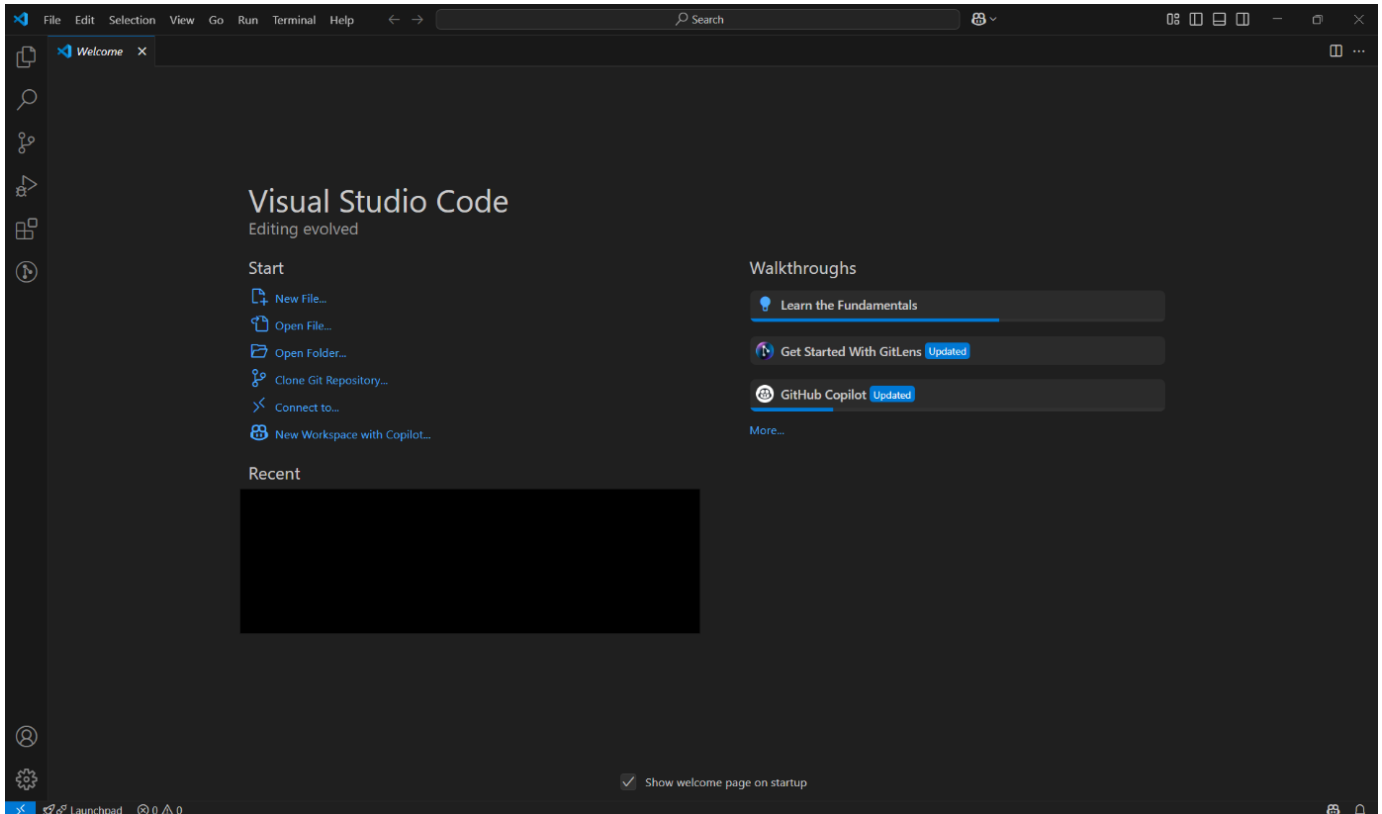 File Edit Selection View Go Run Terminal Help Search
Welcome
Visual Studio Code
Editing evolved
Start
New File...
Open File...
Open Folder...
Clone Git Repository...
Connect to...
New Workspace with Copilot...
Recent
Walkthroughs
Learn the Fundamentals
Get Started With GitLens Updated
GitHub Copilot Updated
More...
Show welcome page on startup
Launchpad 0 0